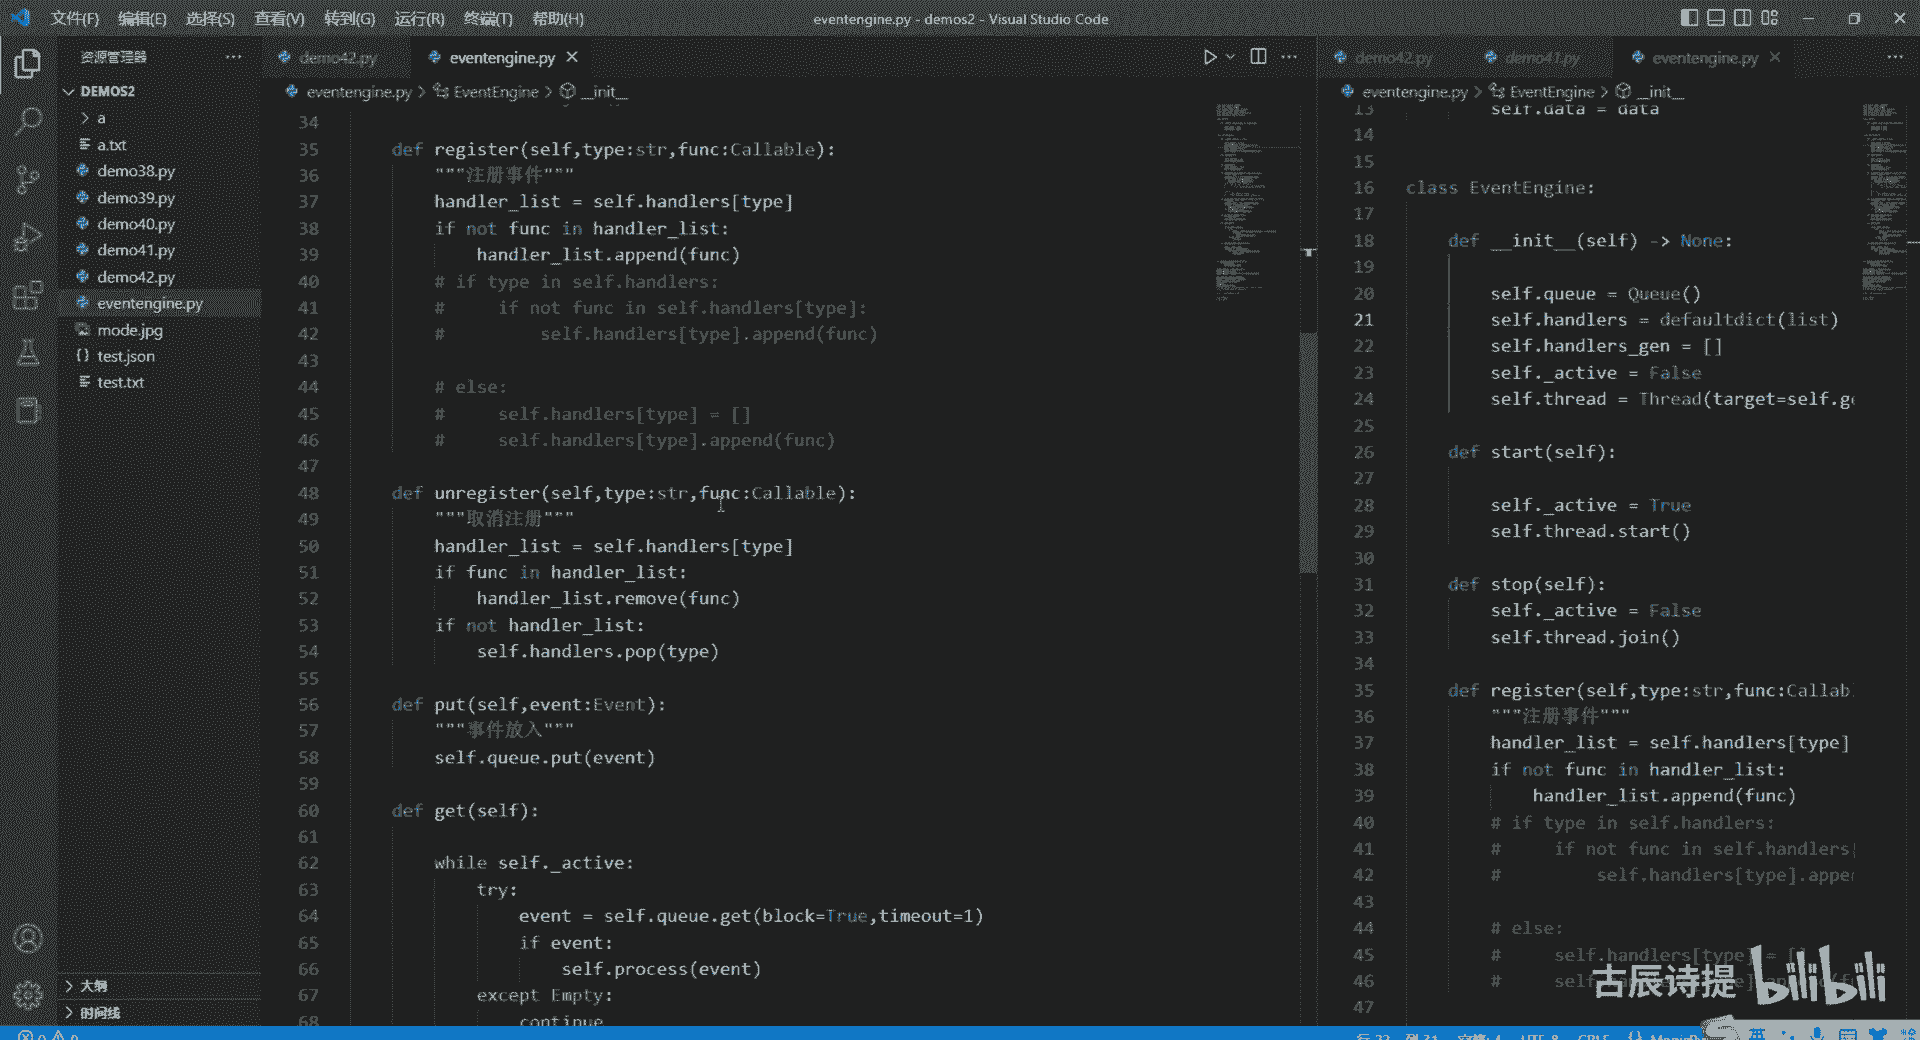 文件(F) 编辑(E) 选择(S) 查看(V) 转到(G) 运行(R) 终端(T) 帮助(H)
eventengine.py - demos2 - Visual Studio Code
资源管理器
DEMOS2
a
a.txt
demo38.py
demo39.py
demo40.py
demo41.py
demo42.py
eventengine.py
mode.jpg
test.json
test.txt
大纲
时间线
demo42.py eventengine.py
eventengine.py > EventEngine > __init__
34
35 def register(self,type:str,func:Callable):
36 """注册事件"""
37 handler_list = self.handlers[type]
38 if not func in handler_list:
39 handler_list.append(func)
40 # if type in self.handlers:
41 # if not func in self.handlers[type]:
42 # self.handlers[type].append(func)
43
44 # else:
45 # self.handlers[type] = []
46 # self.handlers[type].append(func)
47
48 def unregister(self,type:str,func:Callable):
49 """取消注册"""
50 handler_list = self.handlers[type]
51 if func in handler_list:
52 handler_list.remove(func)
53 if not handler_list:
54 self.handlers.pop(type)
55
56 def put(self,event:Event):
57 """事件放入"""
58 self.queue.put(event)
59
60 def get(self):
61
62 while self._active:
63 try:
64 event = self.queue.get(block=True,timeout=1)
65 if event:
66 self.process(event)
67 except Empty:
68 continue
demo42.py demo41.py eventengine.py
eventengine.py > EventEngine > __init__
13 self.data = data
14
15
16 class EventEngine:
17
18 def __init__(self) -> None:
19
20 self.queue = Queue()
21 self.handlers = defaultdict(list)
22 self.handlers_gen = []
23 self._active = False
24 self.thread = Thread(target=self.ge
25
26 def start(self):
27
28 self._active = True
29 self.thread.start()
30
31 def stop(self):
32 self._active = False
33 self.thread.join()
34
35 def register(self,type:str,func:Callab
36 """注册事件"""
37 handler_list = self.handlers[type]
38 if not func in handler_list:
39 handler_list.append(func)
40 # if type in self.handlers:
41 # if not func in self.handlers[
42 # self.handlers[type].appe
43
44 # else:
45 # self.handlers[type] = [
46 # self
47
古辰诗提 bilibili